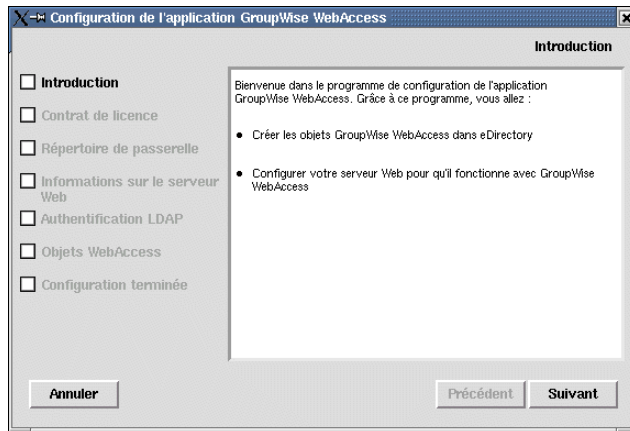 Configuration de l'application GroupWise WebAccess
Introduction
Introduction
Contrat de licence
Répertoire de passerelle
Informations sur le serveur
Web
Authentification LDAP
Objets WebAccess
Configuration terminée
Bienvenue dans le programme de configuration de l'application
GroupWise WebAccess. Grâce à ce programme, vous allez :
• Créer les objets GroupWise WebAccess dans eDirectory
• Configurer votre serveur Web pour qu'il fonctionne avec GroupWise
WebAccess
Annuler
Précédent
Suivant